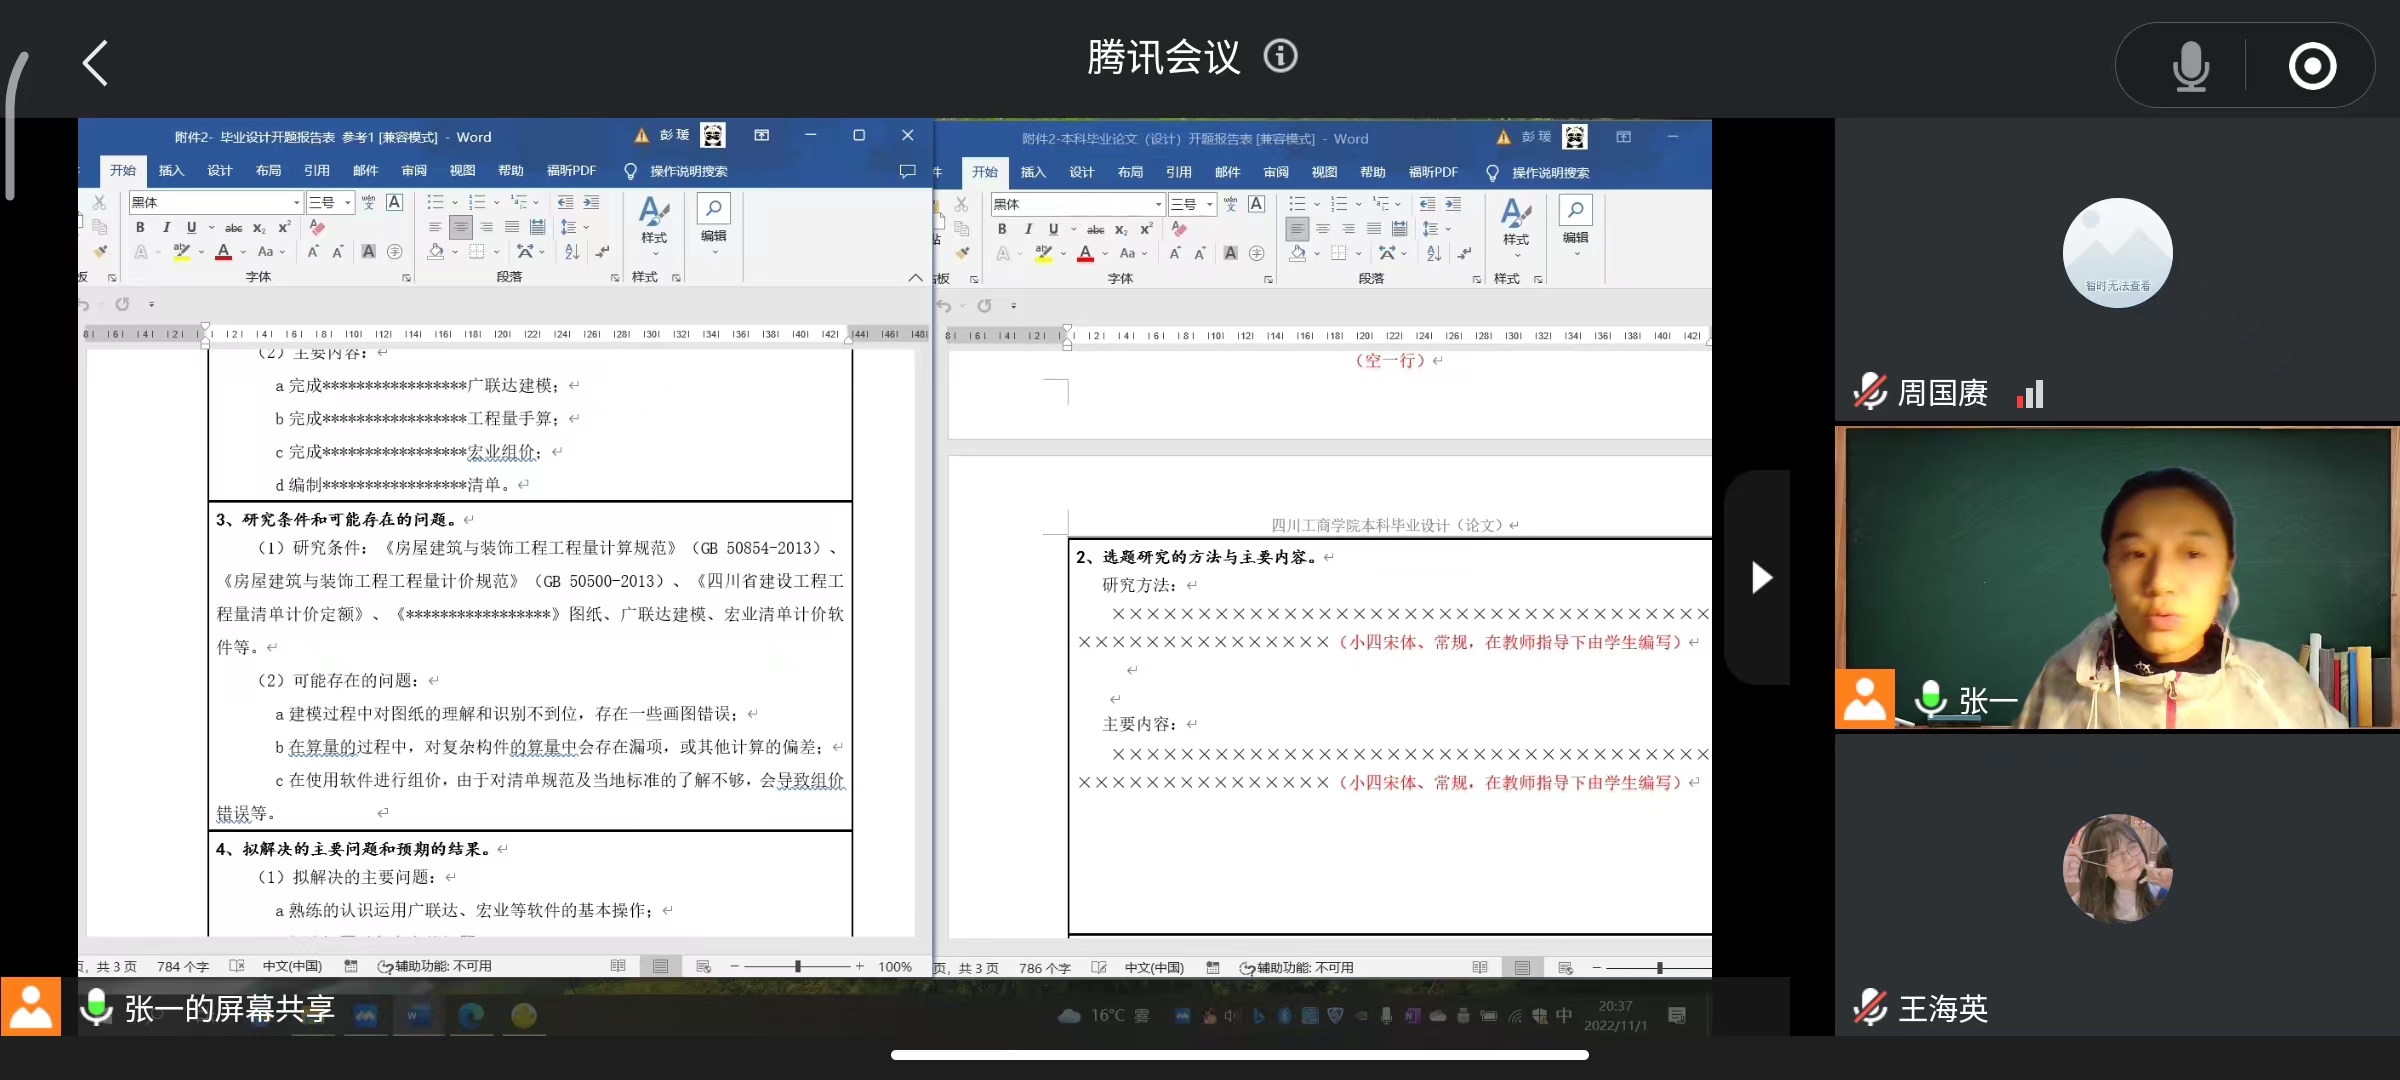 腾讯会议
附件2- 毕业设计开题报告表 参考1 [兼容模式] - Word
彭 瑗
开始 插入 设计 布局 引用 邮件 审阅 视图 帮助 福昕PDF 操作说明搜索
黑体 三号
样式 编辑
板 字体 段落 样式
(2) 主要内容：
a 完成*****************广联达建模；
b 完成*****************工程量手算；
c 完成*****************宏业组价；
d 编制*****************清单。
3、研究条件和可能存在的问题。
（1）研究条件：《房屋建筑与装饰工程工程量计算规范》（GB 50854-2013）、
《房屋建筑与装饰工程工程量计价规范》（GB 50500-2013）、《四川省建设工程工
程量清单计价定额》、《*****************》图纸、广联达建模、宏业清单计价软
件等。
（2）可能存在的问题：
a 建模过程中对图纸的理解和识别不到位，存在一些画图错误；
b 在算量的过程中，对复杂构件的算量中会存在漏项，或其他计算的偏差；
c 在使用软件进行组价，由于对清单规范及当地标准的了解不够，会导致组价
错误等。
4、拟解决的主要问题和预期的结果。
（1）拟解决的主要问题：
a 熟练的认识运用广联达、宏业等软件的基本操作；
页，共 3 页 784 个字 中文(中国) 辅助功能: 不可用 100%
附件2-本科毕业论文（设计）开题报告表 [兼容模式] - Word
彭 瑗
件 开始 插入 设计 布局 引用 邮件 审阅 视图 帮助 福昕PDF 操作说明搜索
黑体 三号
贴 样式 编辑
贴板 字体 段落 样式
（空一行）
四川工商学院本科毕业设计（论文）
2、选题研究的方法与主要内容。
研究方法：
×××××××××××××××××××××××××××××××××××
×××××××××××××××（小四宋体、常规，在教师指导下由学生编写）
主要内容：
×××××××××××××××××××××××××××××××××××
×××××××××××××××（小四宋体、常规，在教师指导下由学生编写）
页，共 3 页 786 个字 中文(中国) 辅助功能: 不可用
张一的屏幕共享
16°C 雾
中
20:37
2022/11/1
暂时无法查看
周国赓
张一
王海英